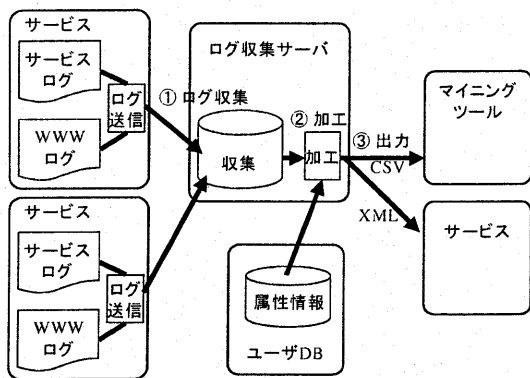 サービス
サービス
ログ
WWW
ログ
ログ
送信
① ログ収集
ログ収集サーバ
収集
② 加工
加工
③ 出力
CSV
XML
マイニング
ツール
サービス
サービス
サービス
ログ
WWW
ログ
ログ
送信
属性情報
ユーザDB